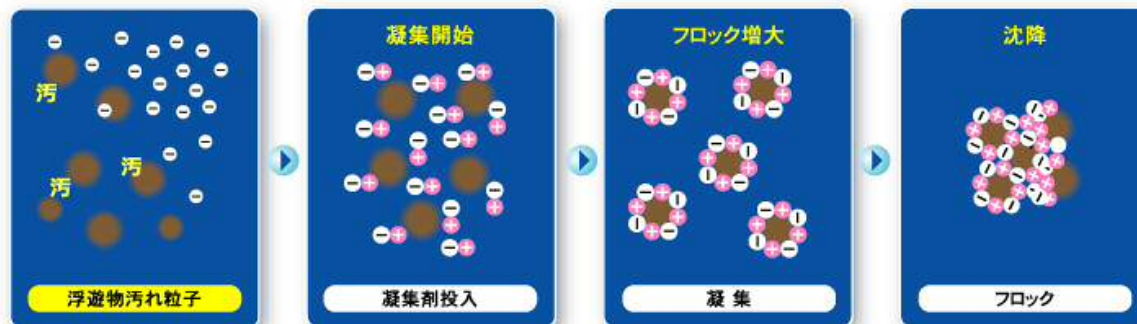 汚
汚
汚
浮遊物汚れ粒子
凝集開始
凝集剤投入
フロック増大
凝集
沈降
フロック